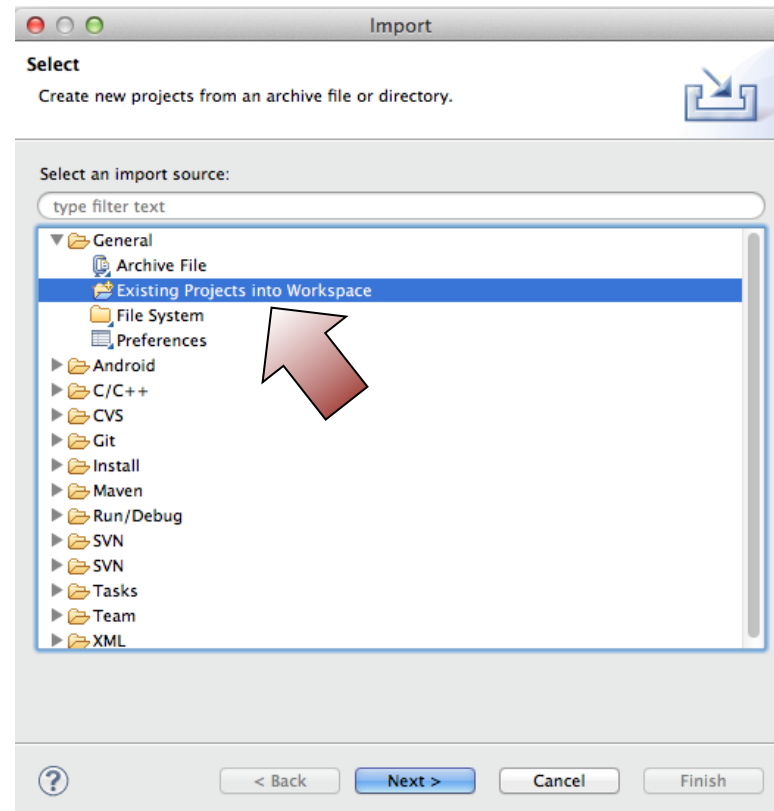 Import
Select
Create new projects from an archive file or directory.
Select an import source:
type filter text
General
Archive File
Existing Projects into Workspace
File System
Preferences
Android
C/C++
CVS
Git
Install
Maven
Run/Debug
SVN
SVN
Tasks
Team
XML
? < Back Next > Cancel Finish